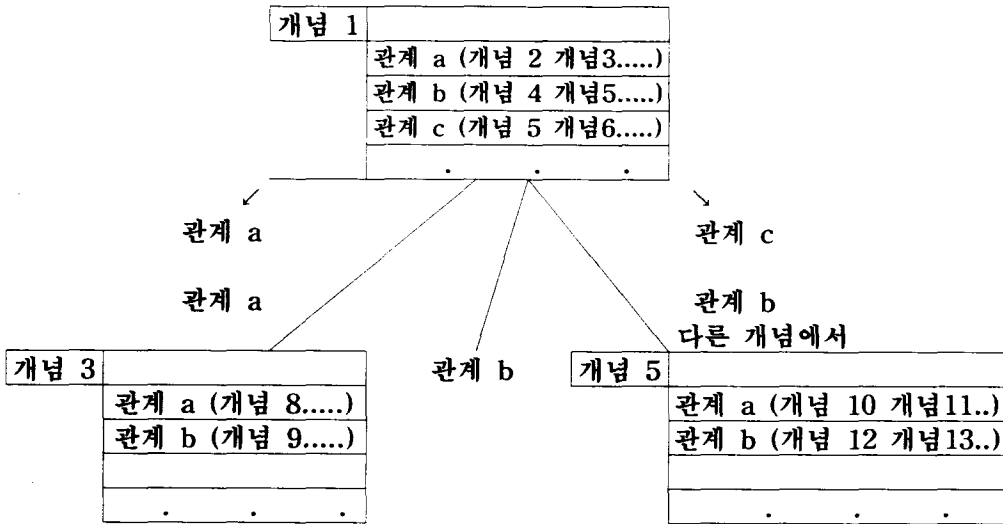 개념 1
관계 a (개념 2 개념3.....)
관계 b (개념 4 개념5.....)
관계 c (개념 5 개념6.....)
. . .
관계 a
관계 c
관계 a
관계 b
다른 개념에서
개념 3
관계 b
개념 5
관계 a (개념 8.....)
관계 a (개념 10 개념11..)
관계 b (개념 9.....)
관계 b (개념 12 개념13..)
. . .
. . .